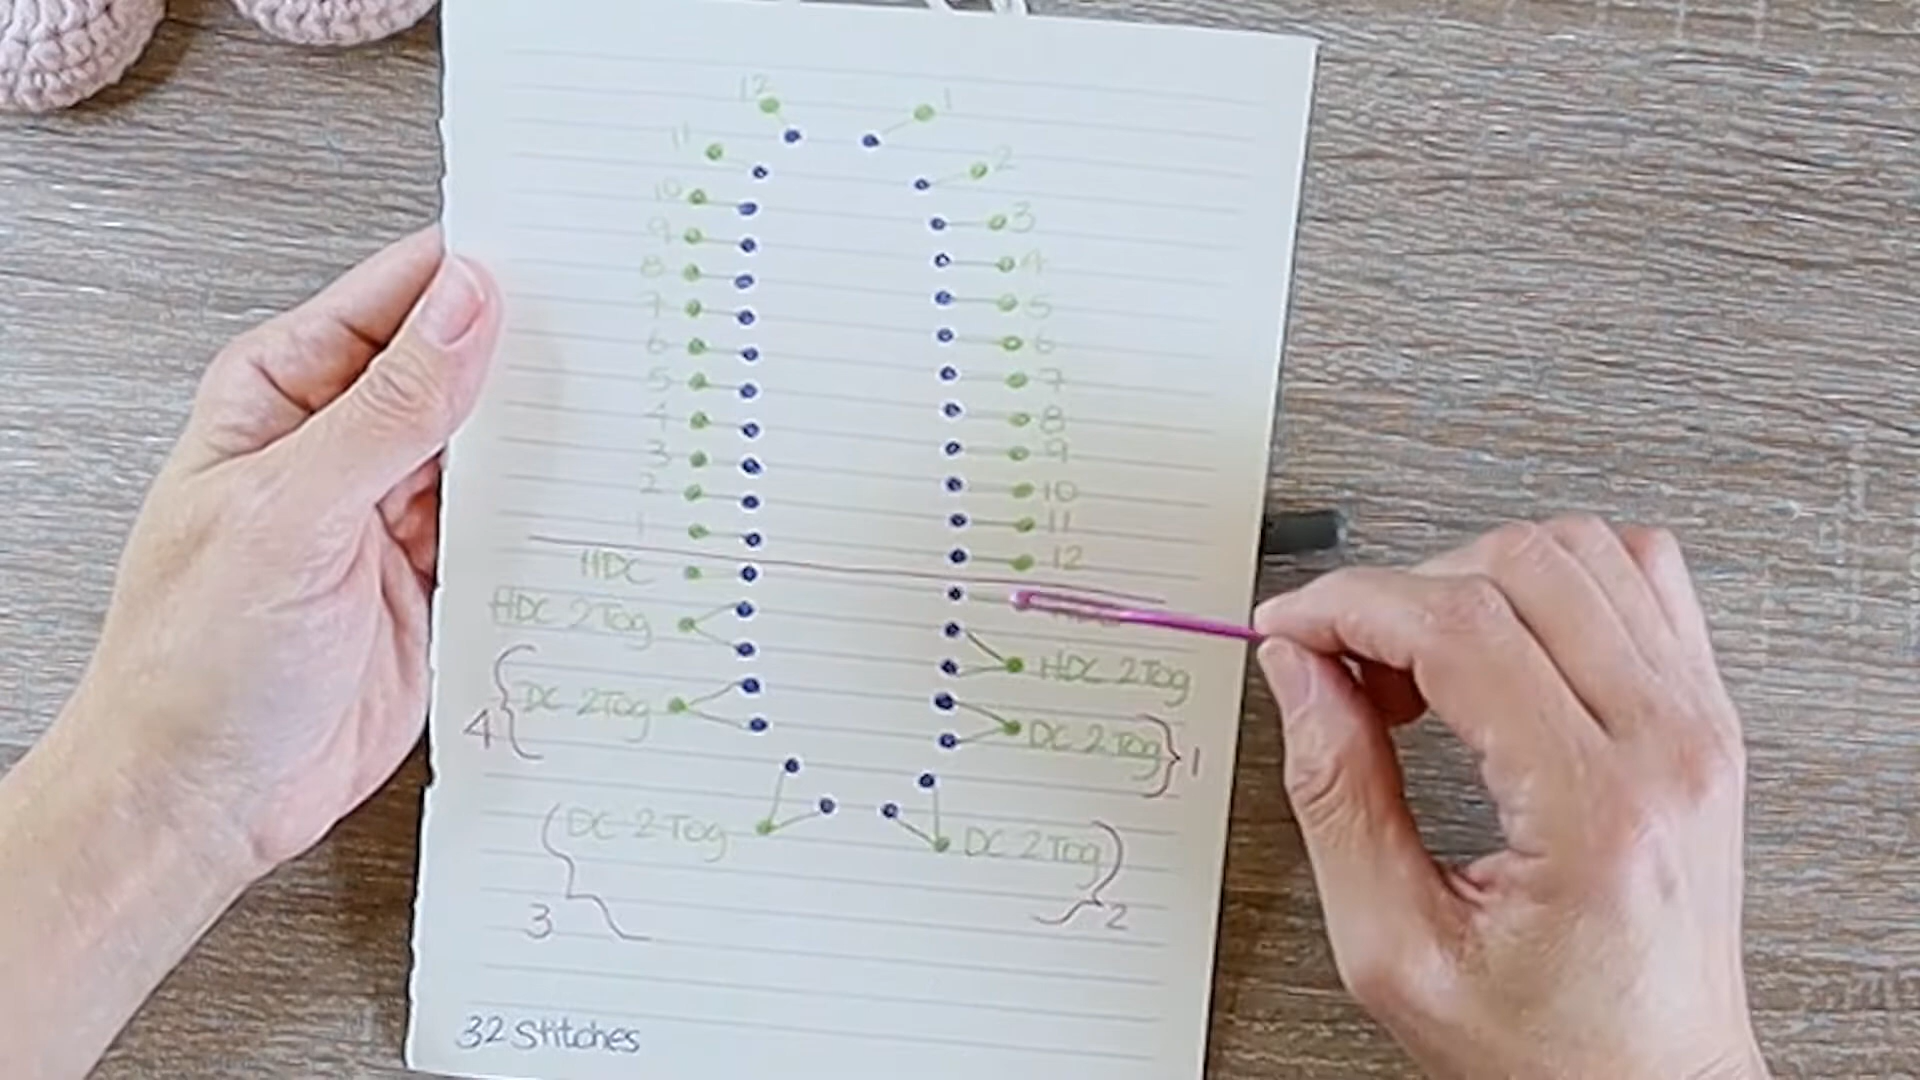 12 1
11 2
10 3
9 4
8 5
7 6
6 7
5 8
4 9
3 10
2 11
1 12
HDC
HDC 2Tog HDC 2Tog
4 DC 2Tog DC 2Tog 1
DC 2Tog DC 2Tog
3 2
32 Stitches